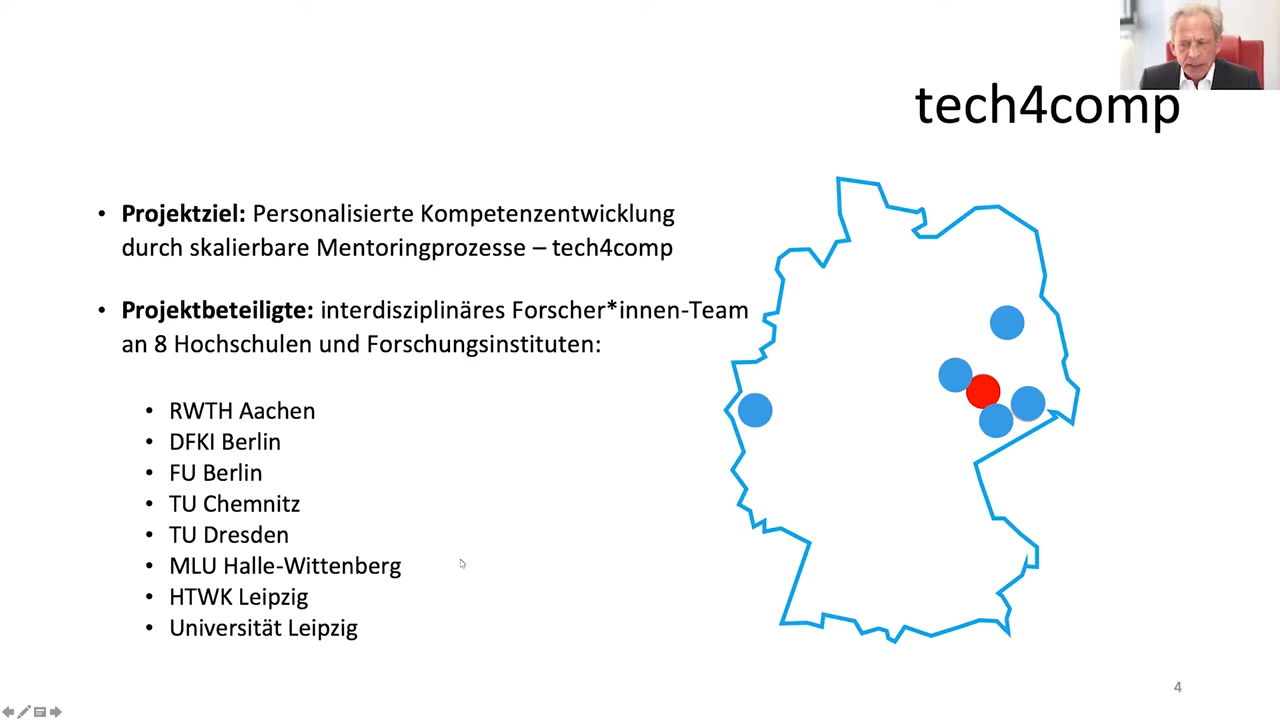 tech4comp
• Projektziel: Personalisierte Kompetenzentwicklung
durch skalierbare Mentoringprozesse – tech4comp
• Projektbeteiligte: interdisziplinäres Forscher*innen-Team
an 8 Hochschulen und Forschungsinstituten:
• RWTH Aachen
• DFKI Berlin
• FU Berlin
• TU Chemnitz
• TU Dresden
• MLU Halle-Wittenberg
• HTWK Leipzig
• Universität Leipzig
4